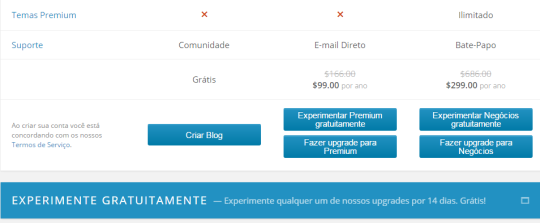 Temas Premium ✕ ✕ Ilimitado
Suporte Comunidade E-mail Direto Bate-Papo
Grátis
$166.00 $686.00
$99.00 por ano $299.00 por ano
Ao criar sua conta você está
concordando com os nossos
Termos de Serviço.
Criar Blog
Experimentar Premium
gratuitamente
Fazer upgrade para
Premium
Experimentar Negócios
gratuitamente
Fazer upgrade para
Negócios
EXPERIMENTE GRATUITAMENTE — Experimente qualquer um de nossos upgrades por 14 dias. Grátis!